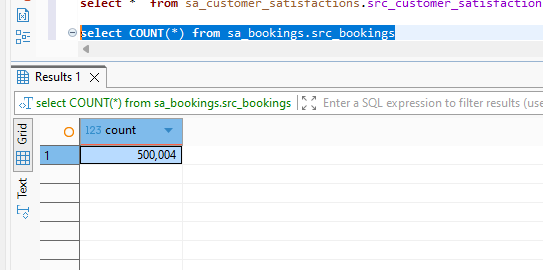 select * from sa_customer_satisfactions.src_customer_satisfaction
select COUNT(*) from sa_bookings.src_bookings
Results 1
select COUNT(*) from sa_bookings.src_bookings
Enter a SQL expression to filter results (use
Grid
123 count
1
500,004
Text